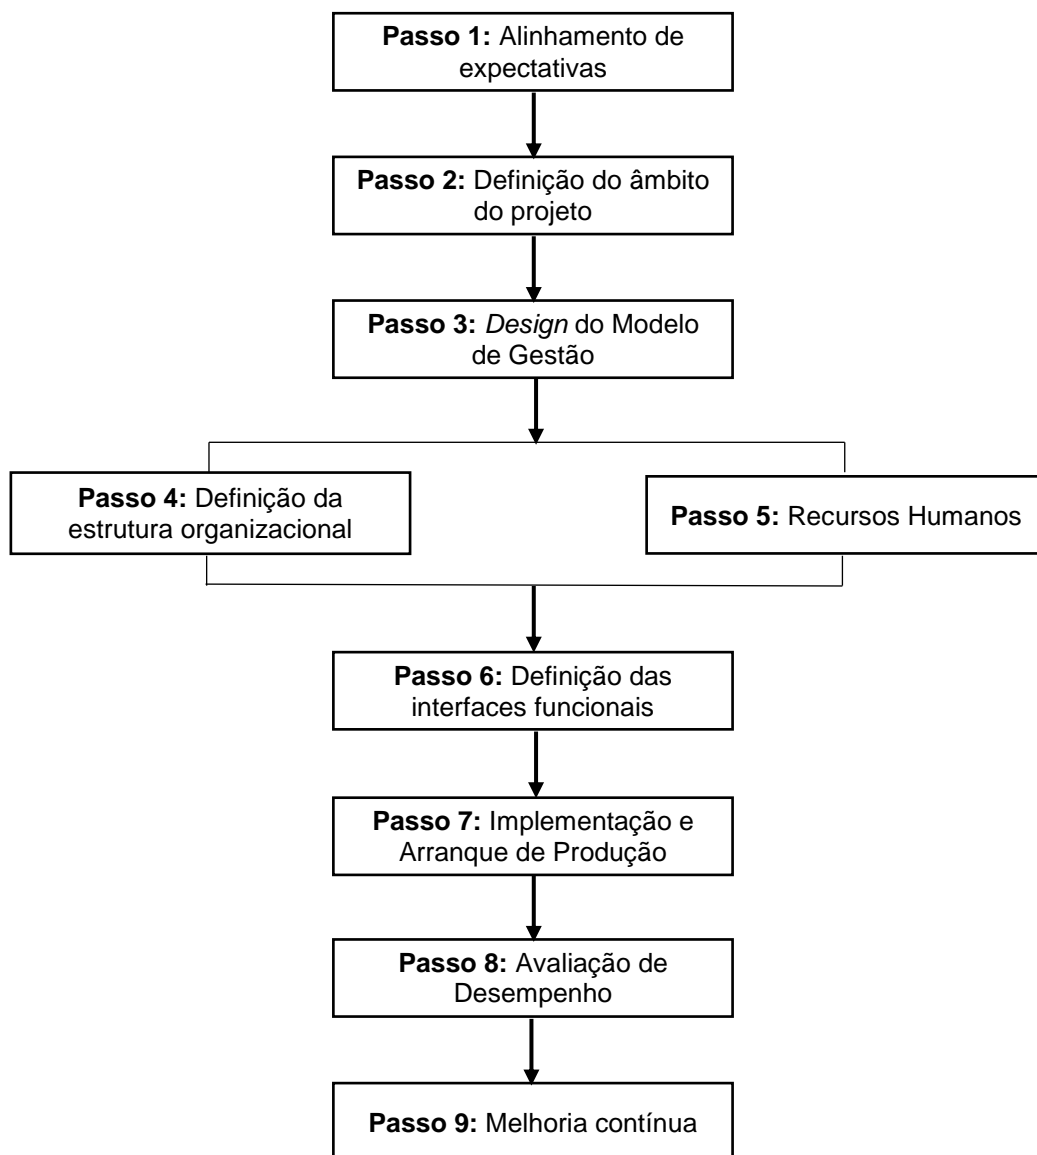 Passo 1: Alinhamento de
expectativas
Passo 2: Definição do âmbito
do projeto
Passo 3: Design do Modelo
de Gestão
Passo 4: Definição da
estrutura organizacional
Passo 5: Recursos Humanos
Passo 6: Definição das
interfaces funcionais
Passo 7: Implementação e
Arranque de Produção
Passo 8: Avaliação de
Desempenho
Passo 9: Melhoria contínua